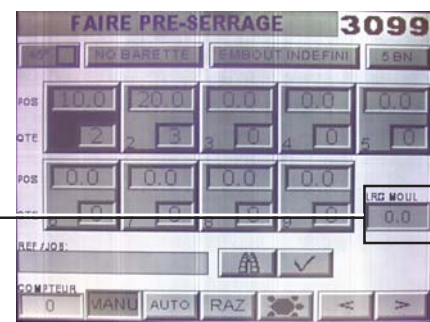 FAIRE PRE-SERRAGE 3099
45° NO BARETTE EMBOUT INDEFINI 5 BN
POS 10.0 20.0 0.0 0.0 0.0
QTE 2 2 3 3 0 4 0 5 0
POS 0.0 0.0 0.0 0.0
LRG MOUL
QTE 6 0 7 0 8 0 9 0 0.0
REF/JOB:
COMPTEUR
0 MANU AUTO RAZ < >